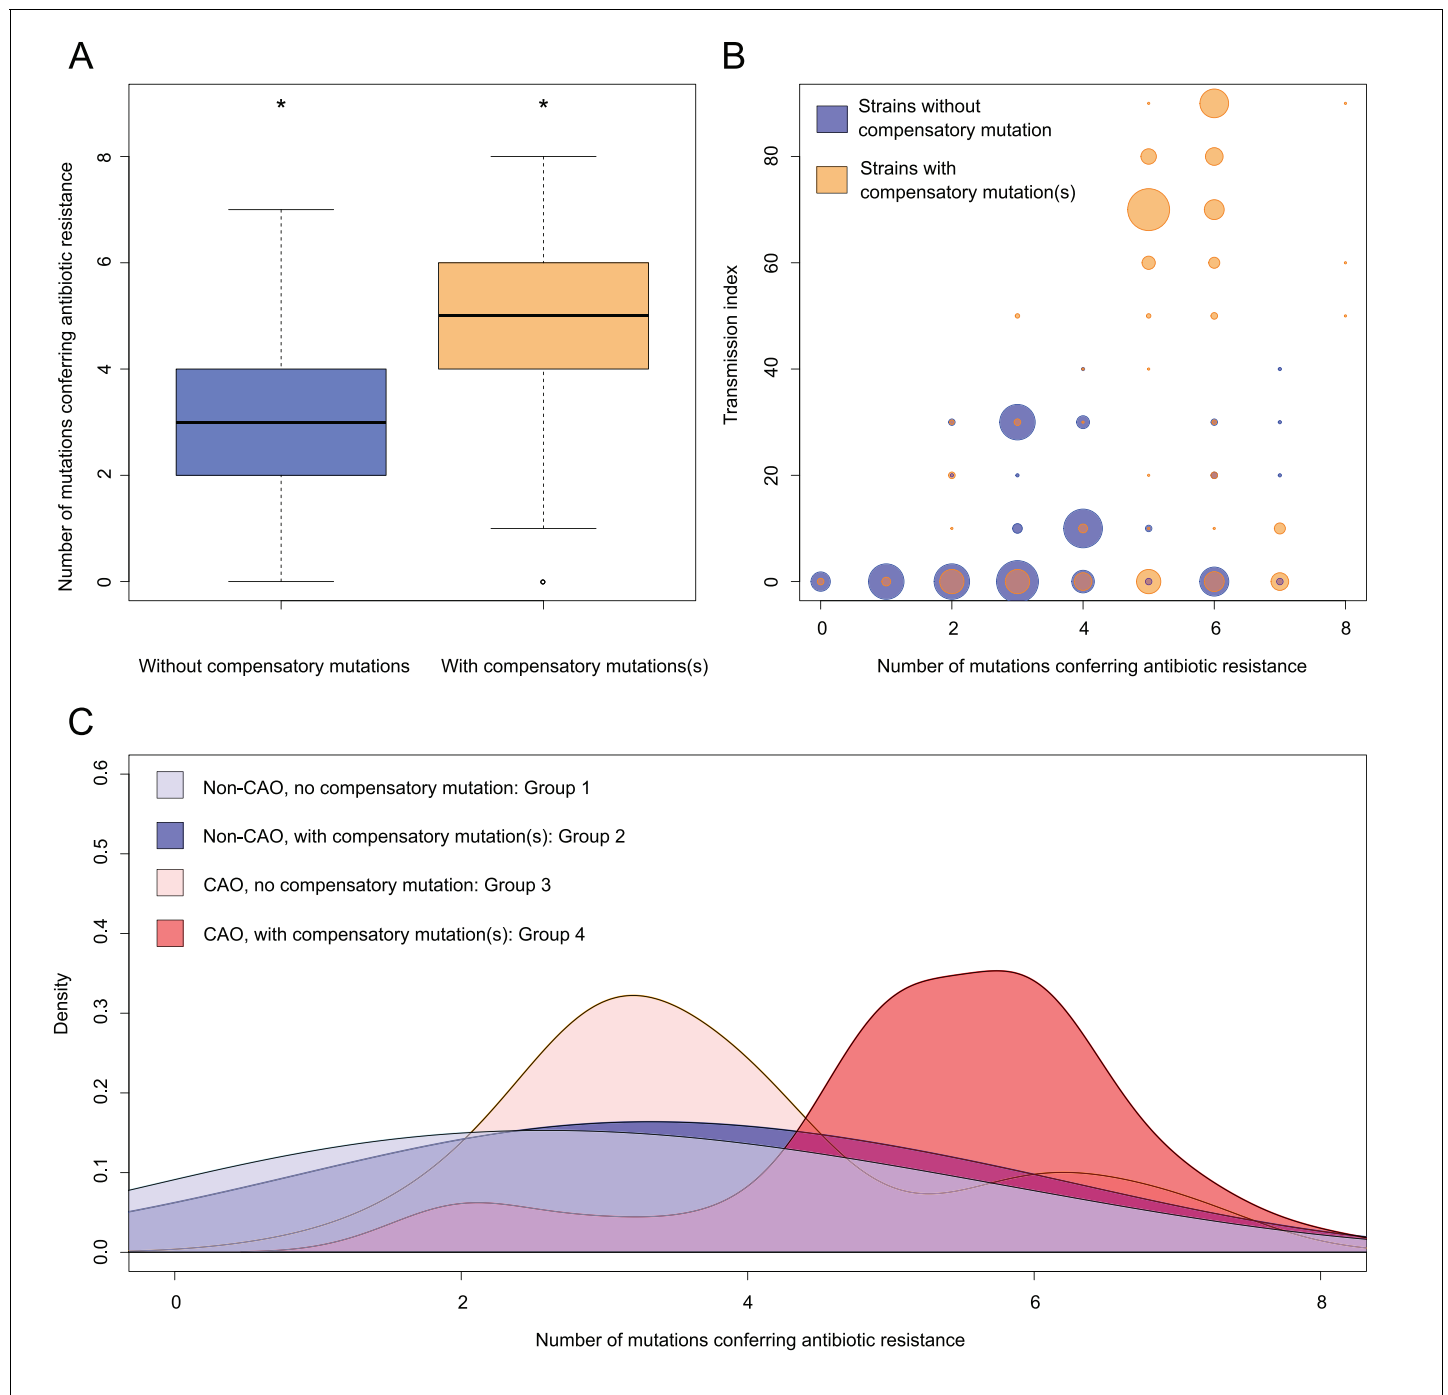 A
*
*
Number of mutations conferring antibiotic resistance
8
6
4
2
0
Without compensatory mutations
With compensatory mutations(s)
B
Strains without
compensatory mutation
Strains with
compensatory mutation(s)
Transmission index
80
60
40
20
0
0 2 4 6 8
Number of mutations conferring antibiotic resistance
C
Non-CAO, no compensatory mutation: Group 1
Non-CAO, with compensatory mutation(s): Group 2
CAO, no compensatory mutation: Group 3
CAO, with compensatory mutation(s): Group 4
Density
0.6
0.5
0.4
0.3
0.2
0.1
0.0
0 2 4 6 8
Number of mutations conferring antibiotic resistance